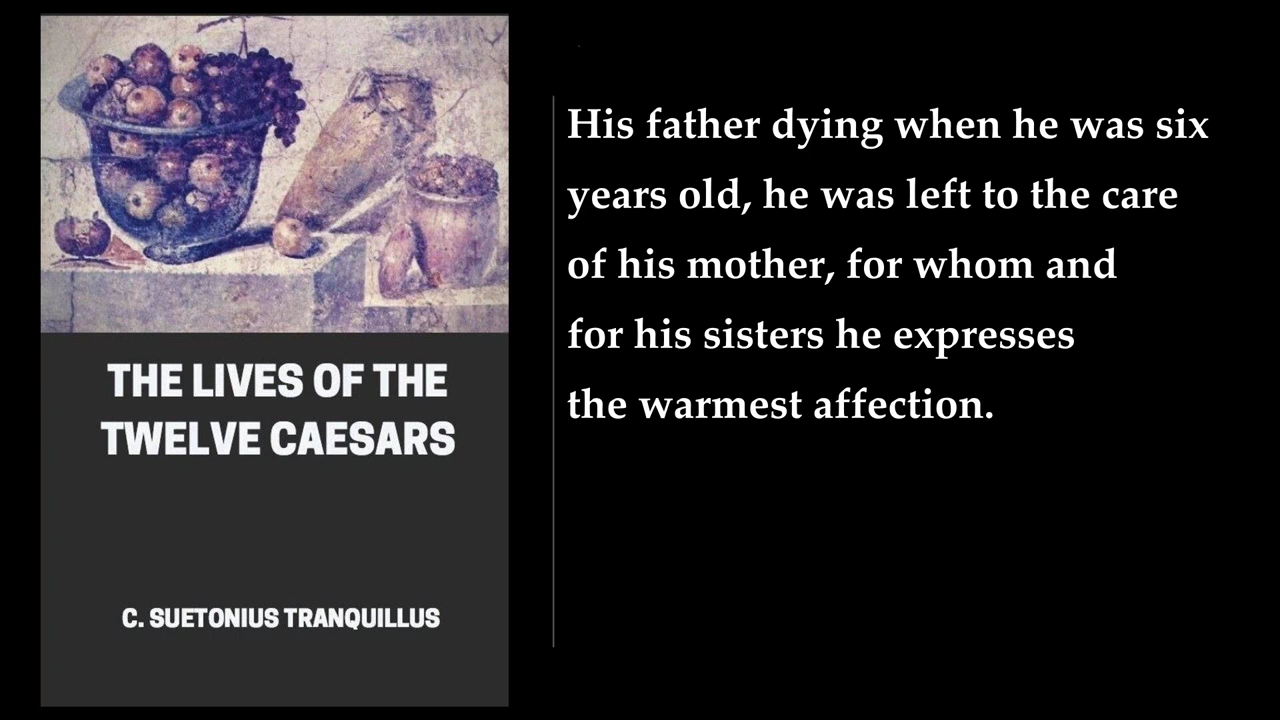 THE LIVES OF THE
TWELVE CAESARS
C. SUETONIUS TRANQUILLUS
His father dying when he was six
years old, he was left to the care
of his mother, for whom and
for his sisters he expresses
the warmest affection.